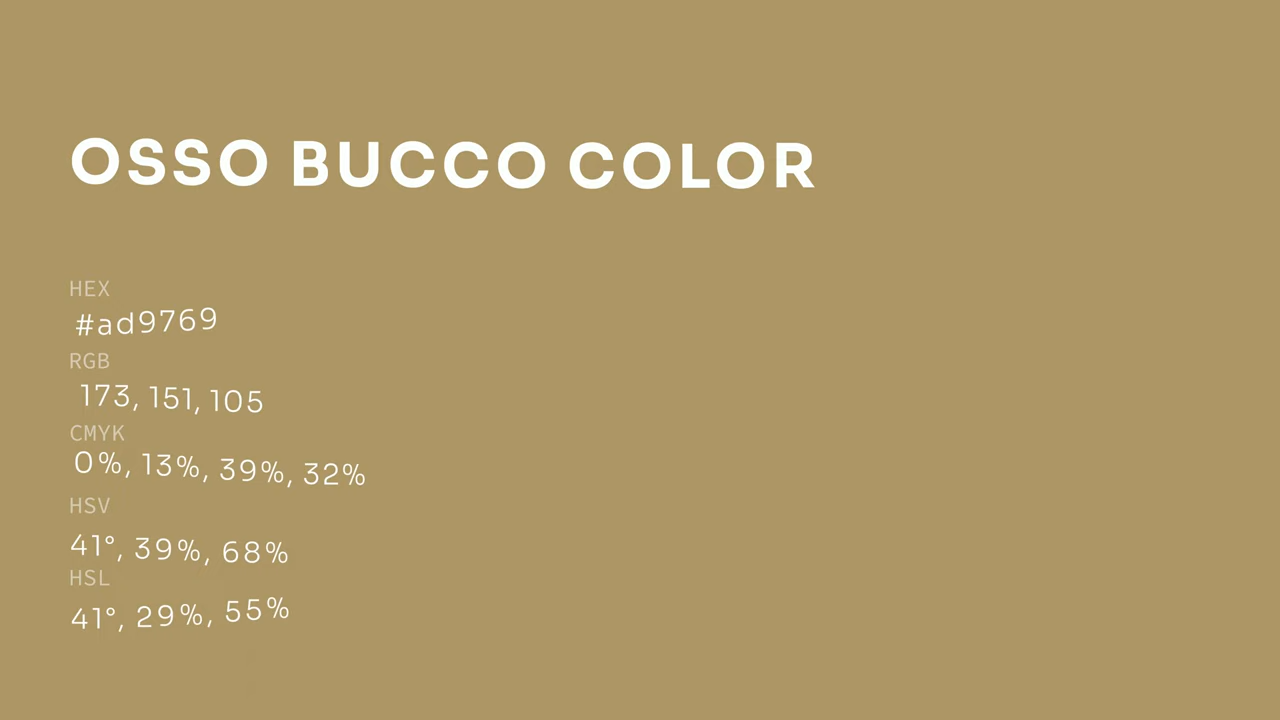 OSSO BUCCO COLOR
HEX
#ad9769
RGB
173, 151, 105
CMYK
0%, 13%, 39%, 32%
HSV
41°, 39%, 68%
HSL
41°, 29%, 55%